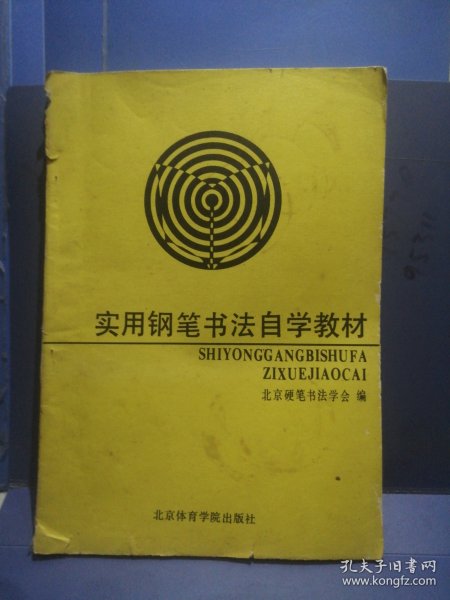 实用钢笔书法自学教材
SHIYONGGANGBISHUFA
ZIXUEJIAOCAI
北京硬笔书法学会 编
北京体育学院出版社
孔夫子旧书网
www.kongfz.com